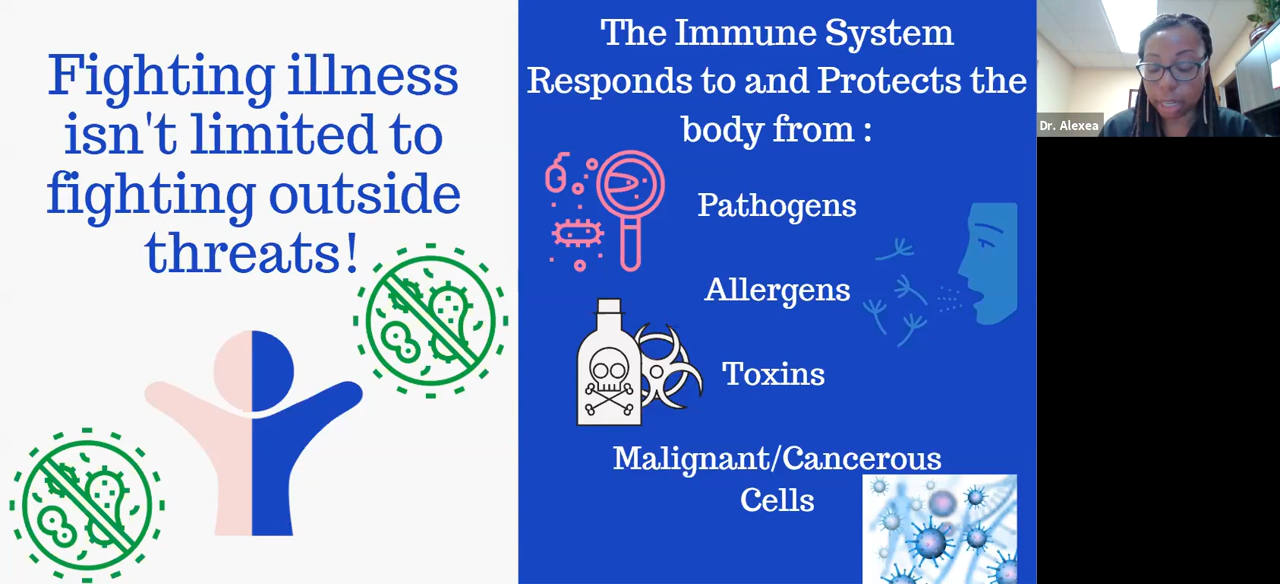 Fighting illness
isn't limited to
fighting outside
threats!
The Immune System
Responds to and Protects the
body from :
Pathogens
Allergens
Toxins
Malignant/Cancerous
Cells
Dr. Alexea